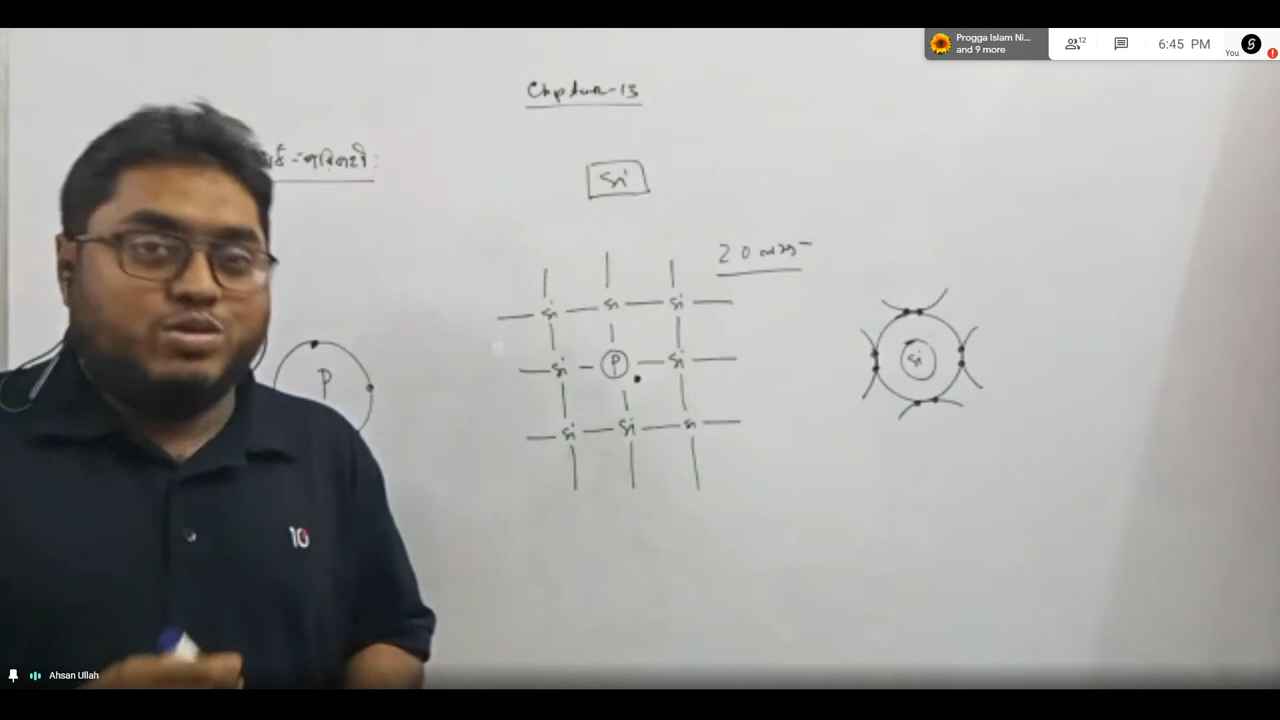 Progga Islam Ni...
and 9 more
12
6:45 PM
You
S
Chpter-13
Si
Si Si Si
P
Si P Si
Si
Si Si Si
10
Ahsan Ullah